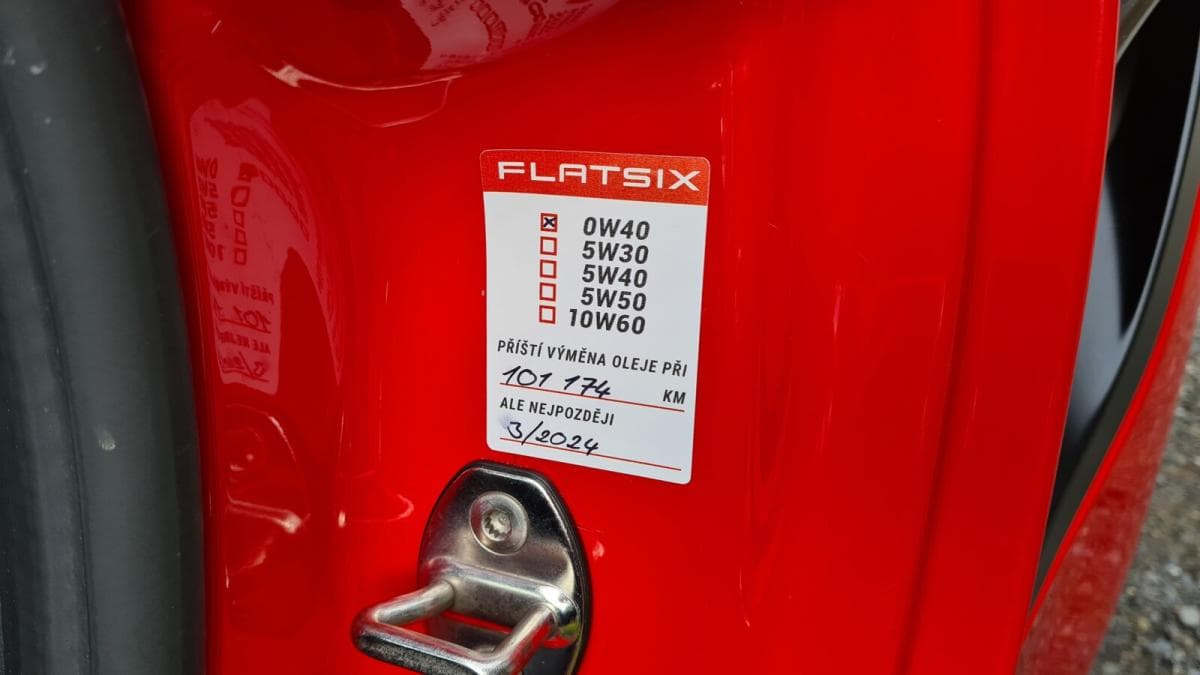 FLATSIX
0W40
5W30
5W40
5W50
10W60
PŘÍŠTÍ VÝMĚNA OLEJE PŘI
101 174 KM
ALE NEJPOZDĚJI
3/2024